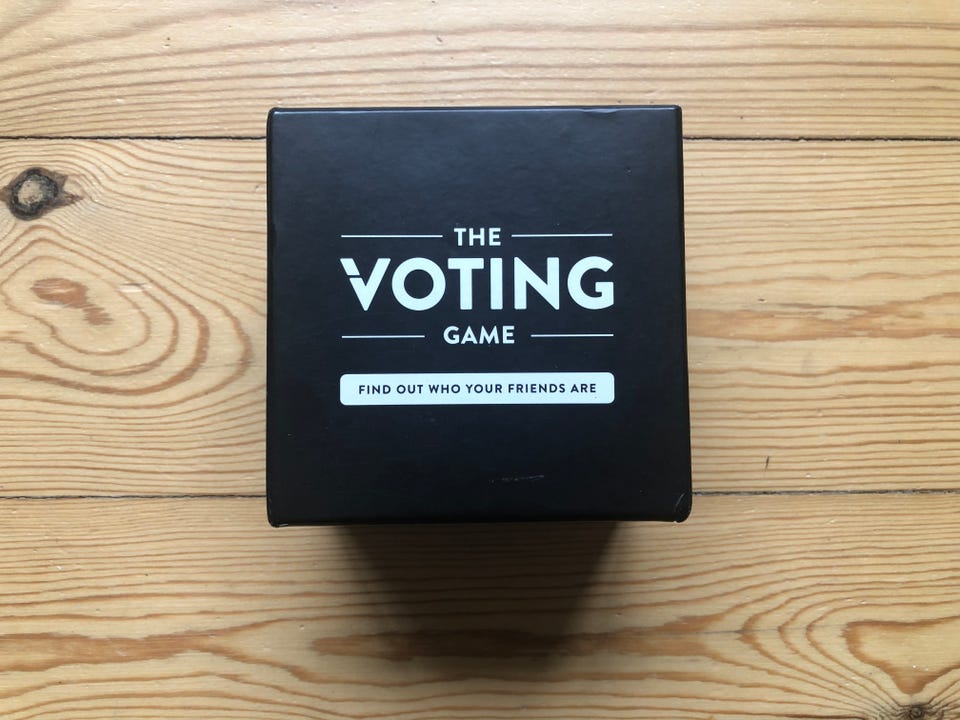 THE
VOTING
GAME
FIND OUT WHO YOUR FRIENDS ARE